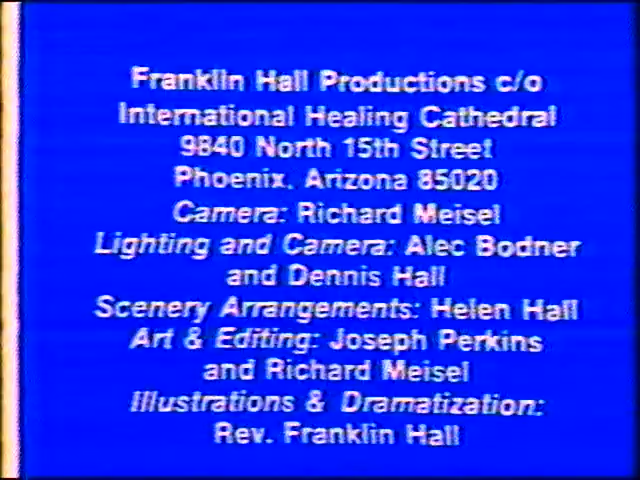 Franklin Hall Productions c/o
International Healing Cathedral
9840 North 15th Street
Phoenix, Arizona 85020
Camera: Richard Meisel
Lighting and Camera: Alec Bodner
and Dennis Hall
Scenery Arrangements: Helen Hall
Art & Editing: Joseph Perkins
and Richard Meisel
Illustrations & Dramatization:
Rev. Franklin Hall